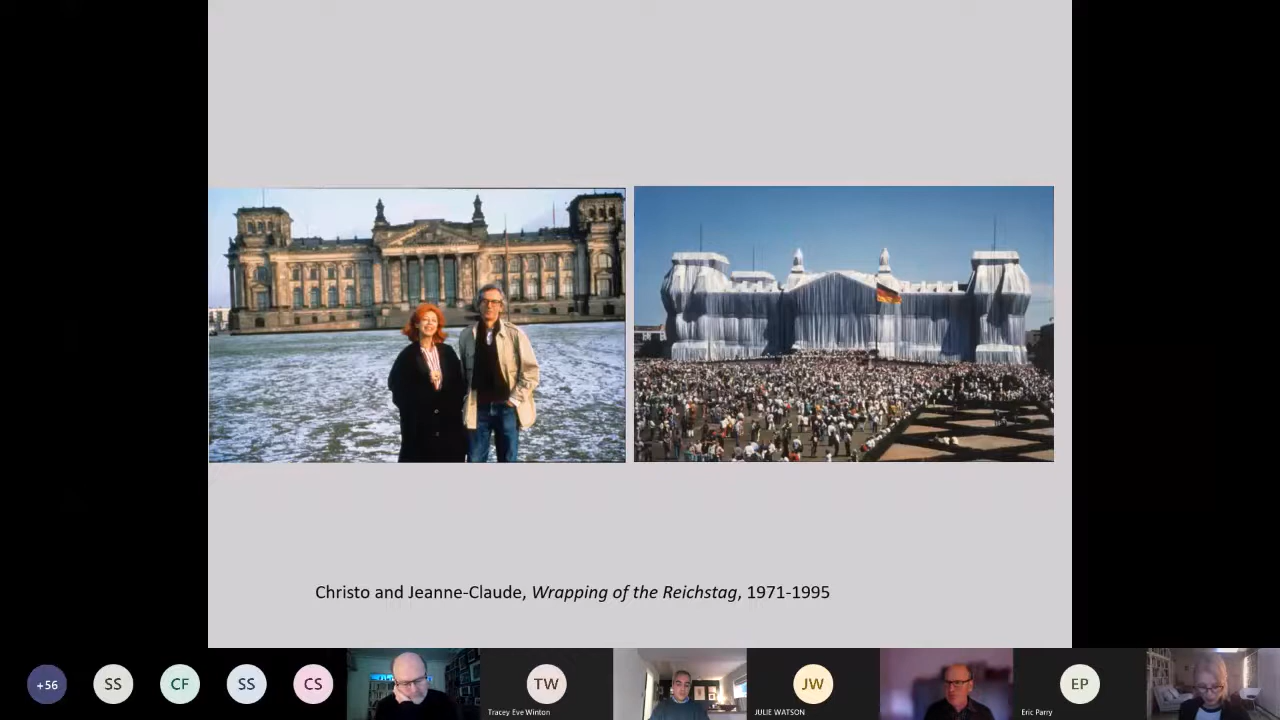 Christo and Jeanne-Claude, Wrapping of the Reichstag, 1971-1995
+56
SS
CF
SS
CS
TW
Tracey Eve Winton
JW
JULIE WATSON
EP
Eric Parry